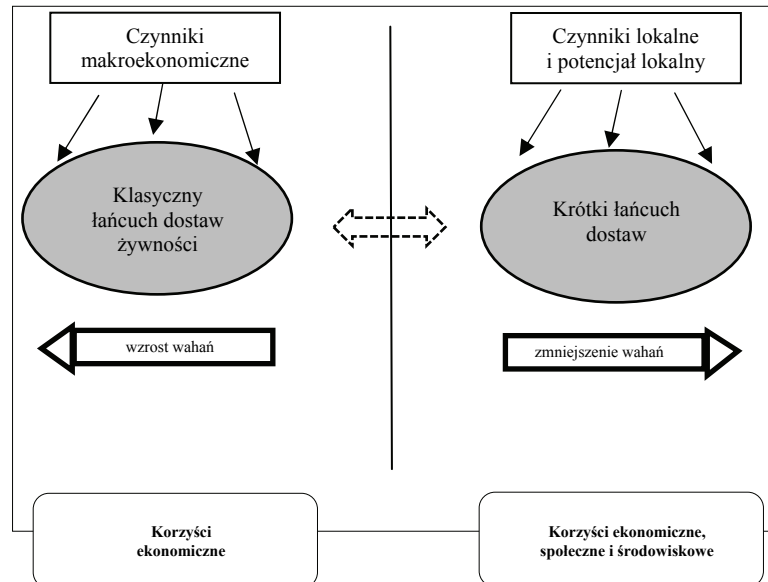 Czynniki
makroekonomiczne
Klasyczny
łańcuch dostaw
żywności
wzrost wahań
Korzyści
ekonomiczne
Czynniki lokalne
i potencjał lokalny
Krótki łańcuch
dostaw
zmniejszenie wahań
Korzyści ekonomiczne,
społeczne i środowiskowe